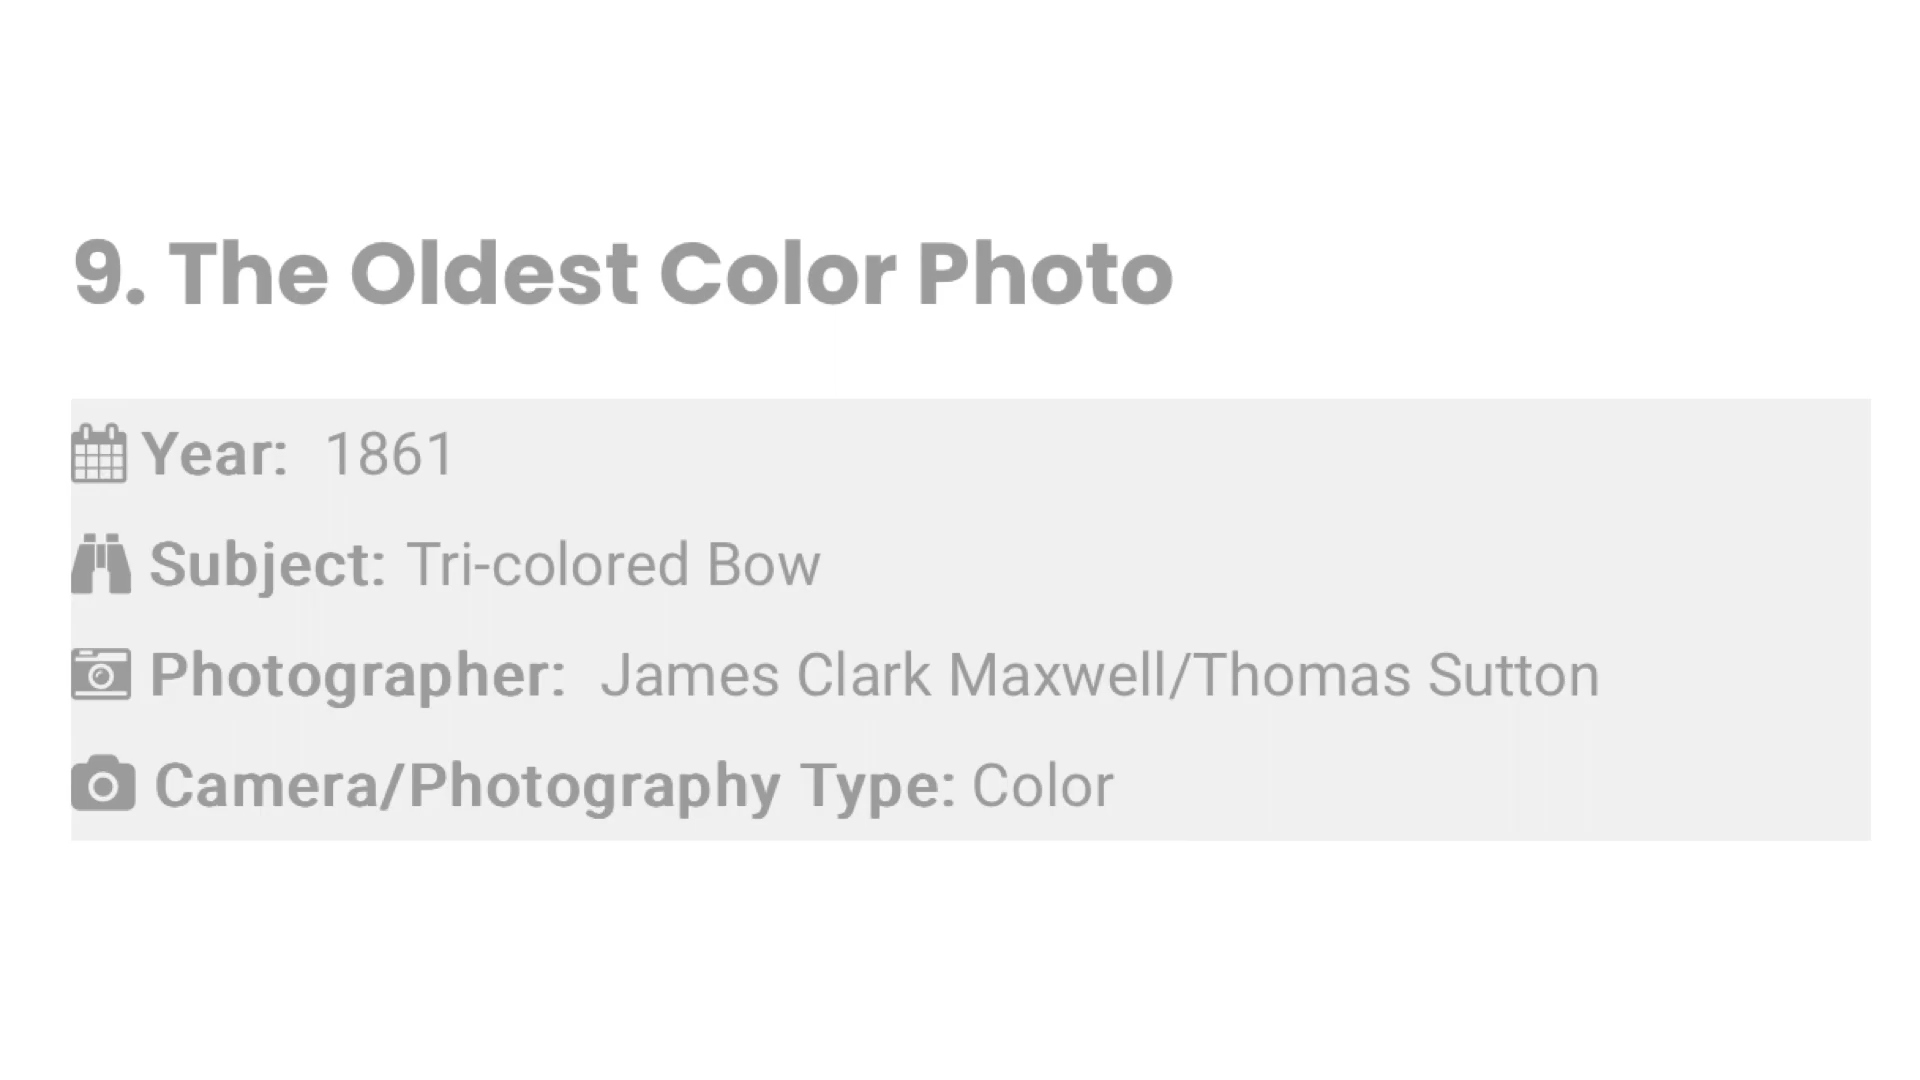 9. The Oldest Color Photo
Year: 1861
Subject: Tri-colored Bow
Photographer: James Clark Maxwell/Thomas Sutton
Camera/Photography Type: Color